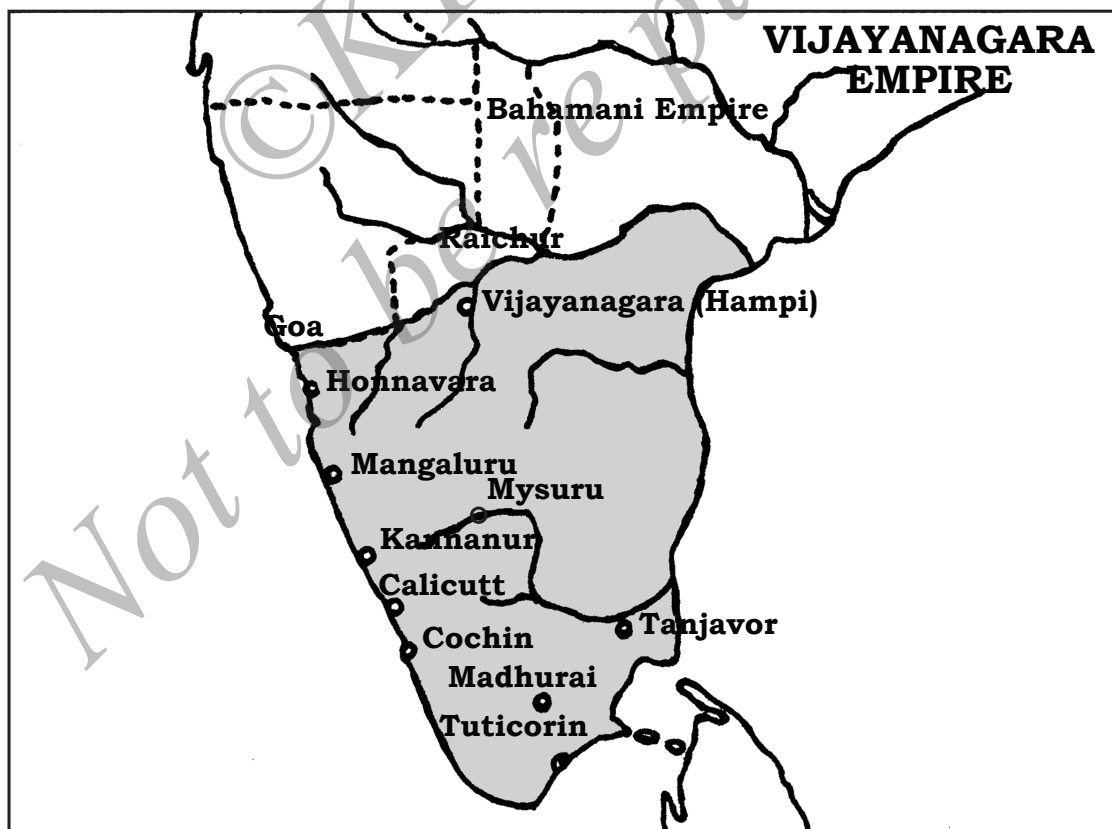 VIJAYANAGARA
EMPIRE
Bahamani Empire
Raichur
Vijayanagara (Hampi)
Goa
Honnavara
Mangaluru
Mysuru
Kannanur
Calicutt
Cochin
Tanjavor
Madhurai
Tuticorin
Not to be re